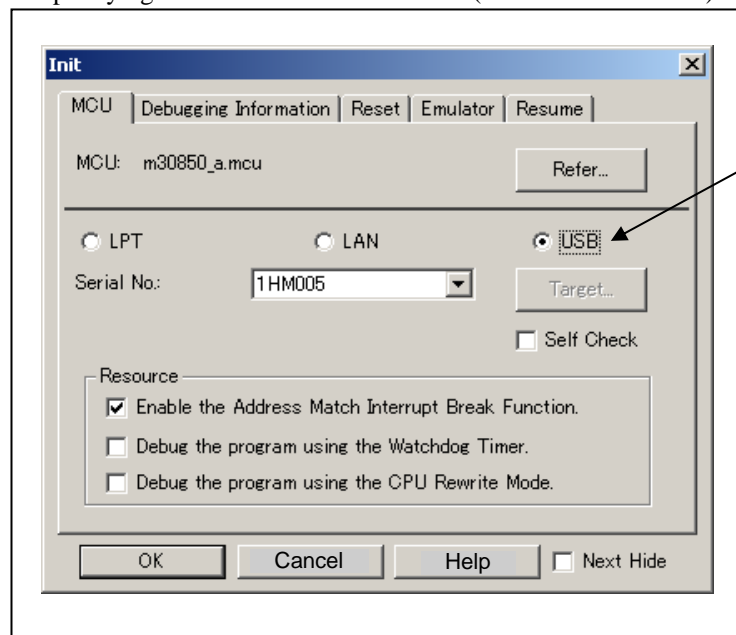 Init
MCU Debugging Information Reset Emulator Resume
MCU: m30850_a.mcu Refer...
LPT LAN USB
Serial No.: 1HM005 Target...
Self Check
Resource
Enable the Address Match Interrupt Break Function.
Debug the program using the Watchdog Timer.
Debug the program using the CPU Rewrite Mode.
OK Cancel Help Next Hide